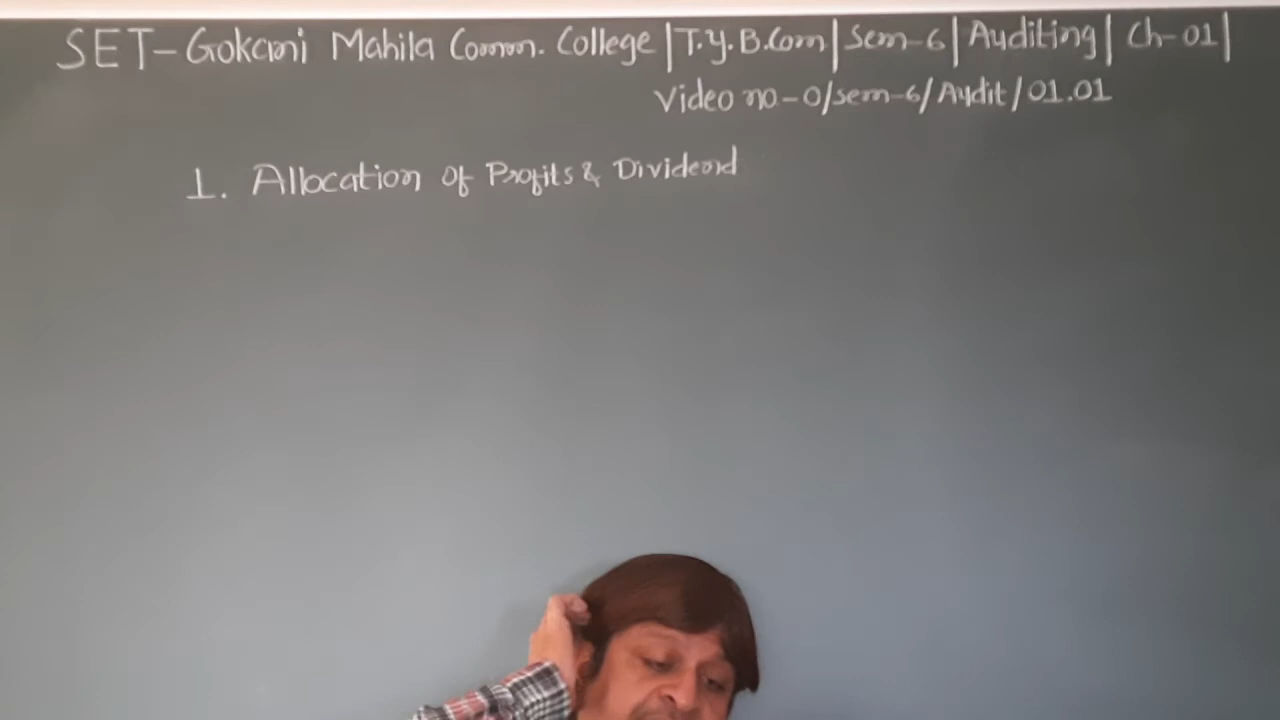 SET-Gokani Mahila Comm. College|T.Y.B.Com|Sem-6|Auditing|Ch-01|
Video no-0/sem-6/Audit/01.01
1. Allocation of Profits & Dividend